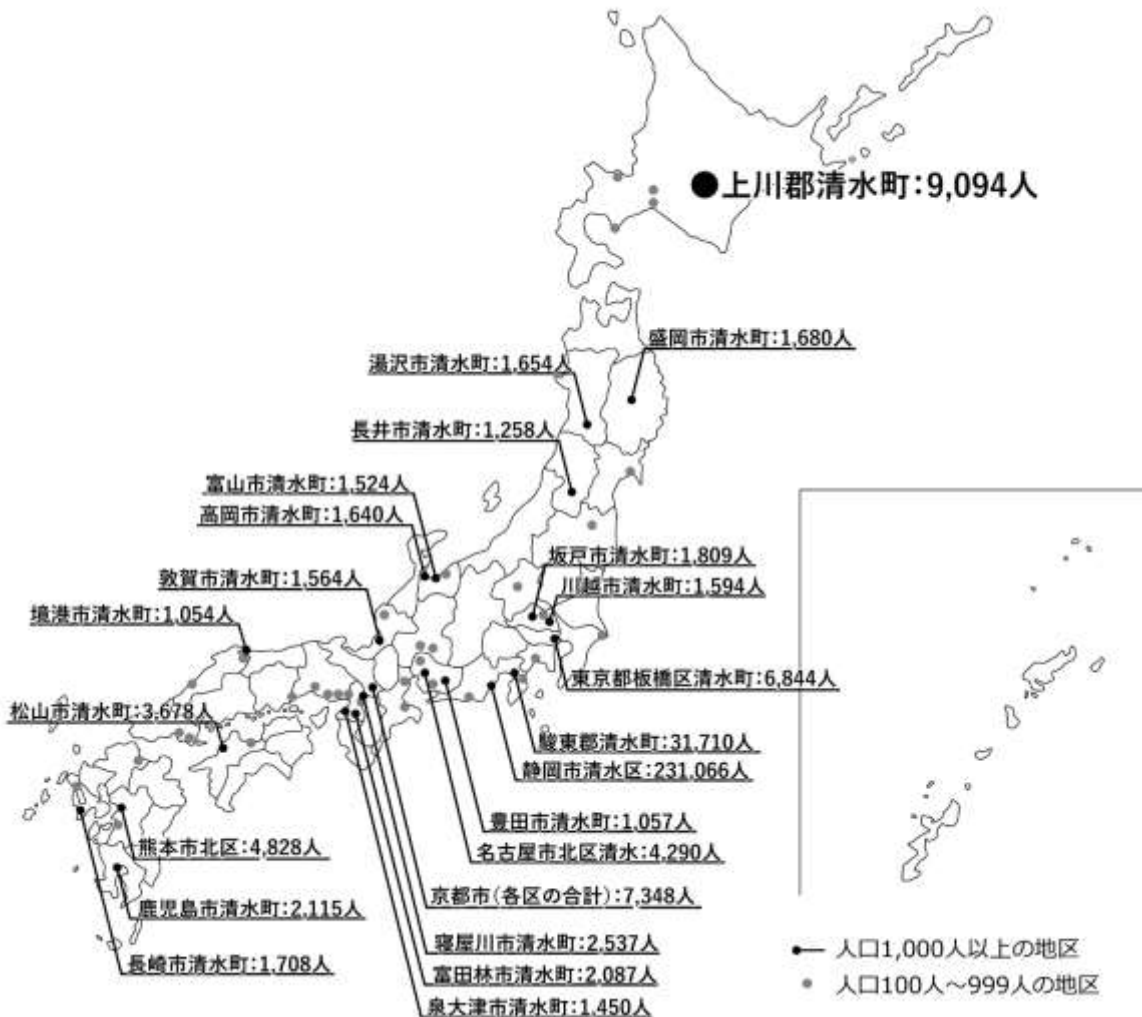 上川郡清水町：9,094人
盛岡市清水町：1,680人
湯沢市清水町：1,654人
長井市清水町：1,258人
富山市清水町：1,524人
高岡市清水町：1,640人
坂戸市清水町：1,809人
敦賀市清水町：1,564人
川越市清水町：1,594人
境港市清水町：1,054人
東京都板橋区清水町：6,844人
松山市清水町：3,678人
駿東郡清水町：31,710人
静岡市清水区：231,066人
豊田市清水町：1,057人
熊本市北区：4,828人
名古屋市北区清水：4,290人
京都市（各区の合計）：7,348人
鹿児島市清水町：2,115人
寝屋川市清水町：2,537人
長崎市清水町：1,708人
富田林市清水町：2,087人
泉大津市清水町：1,450人
人口1,000人以上の地区
人口100人～999人の地区